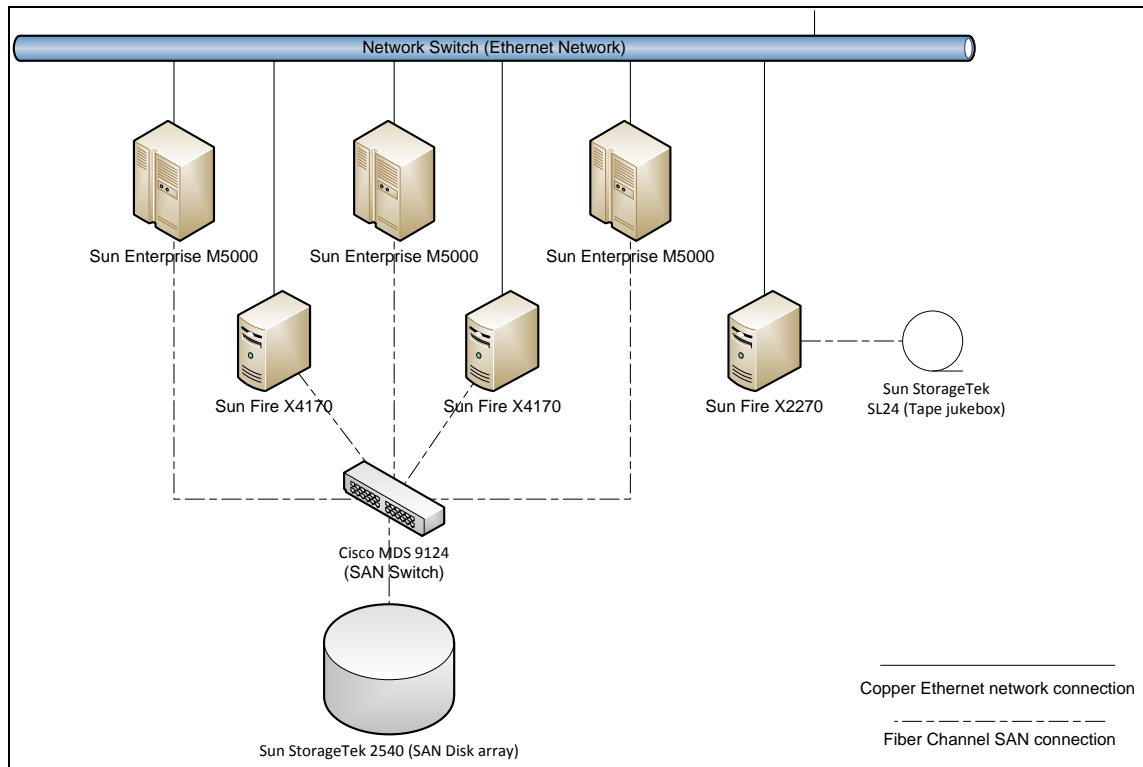 Network Switch (Ethernet Network)
Sun Enterprise M5000
Sun Enterprise M5000
Sun Enterprise M5000
Sun Fire X4170
Sun Fire X4170
Sun Fire X2270
Sun StorageTek
SL24 (Tape jukebox)
Cisco MDS 9124
(SAN Switch)
Sun StorageTek 2540 (SAN Disk array)
Copper Ethernet network connection
Fiber Channel SAN connection